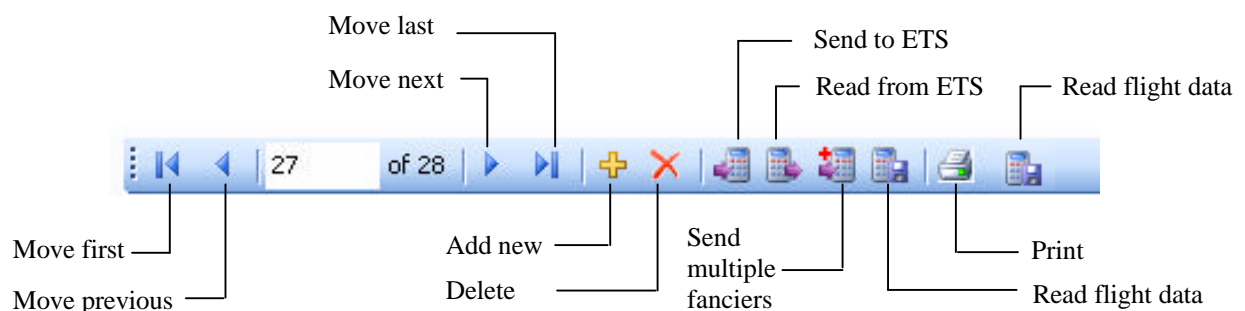 Move last
Send to ETS
Move next
Read from ETS
Read flight data
27 of 28
Move first
Add new
Send
multiple
fanciers
Print
Move previous
Delete
Read flight data